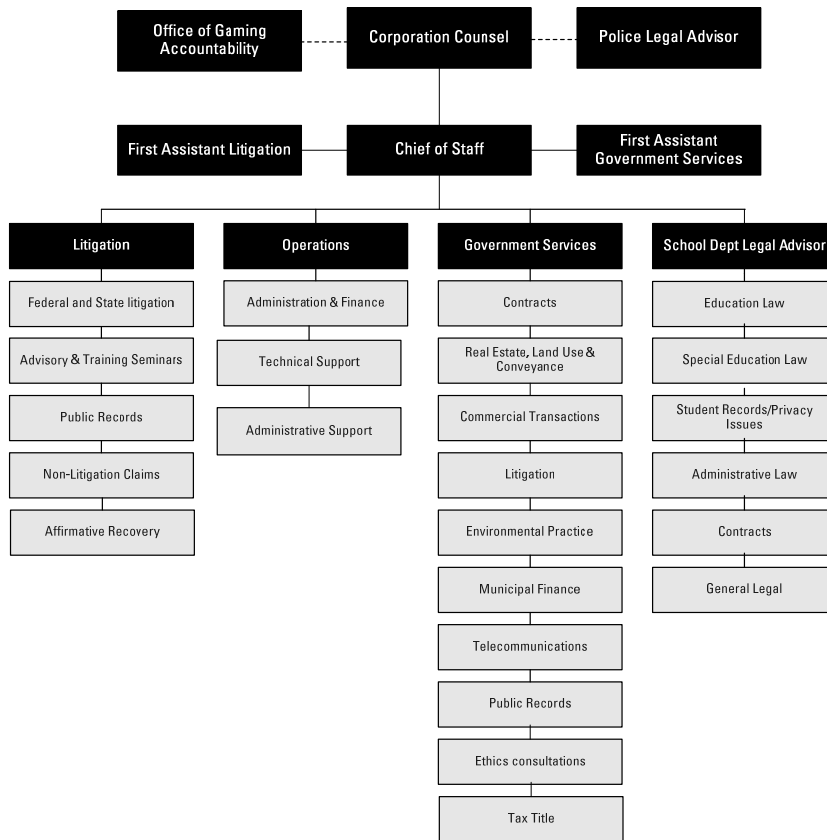 Office of Gaming
Accountability
Corporation Counsel
Police Legal Advisor
First Assistant Litigation
Chief of Staff
First Assistant
Government Services
Litigation
Federal and State litigation
Advisory & Training Seminars
Public Records
Non-Litigation Claims
Affirmative Recovery
Operations
Administration & Finance
Technical Support
Administrative Support
Government Services
Contracts
Real Estate, Land Use &
Conveyance
Commercial Transactions
Litigation
Environmental Practice
Municipal Finance
Telecommunications
Public Records
Ethics consultations
Tax Title
School Dept Legal Advisor
Education Law
Special Education Law
Student Records/Privacy
Issues
Administrative Law
Contracts
General Legal